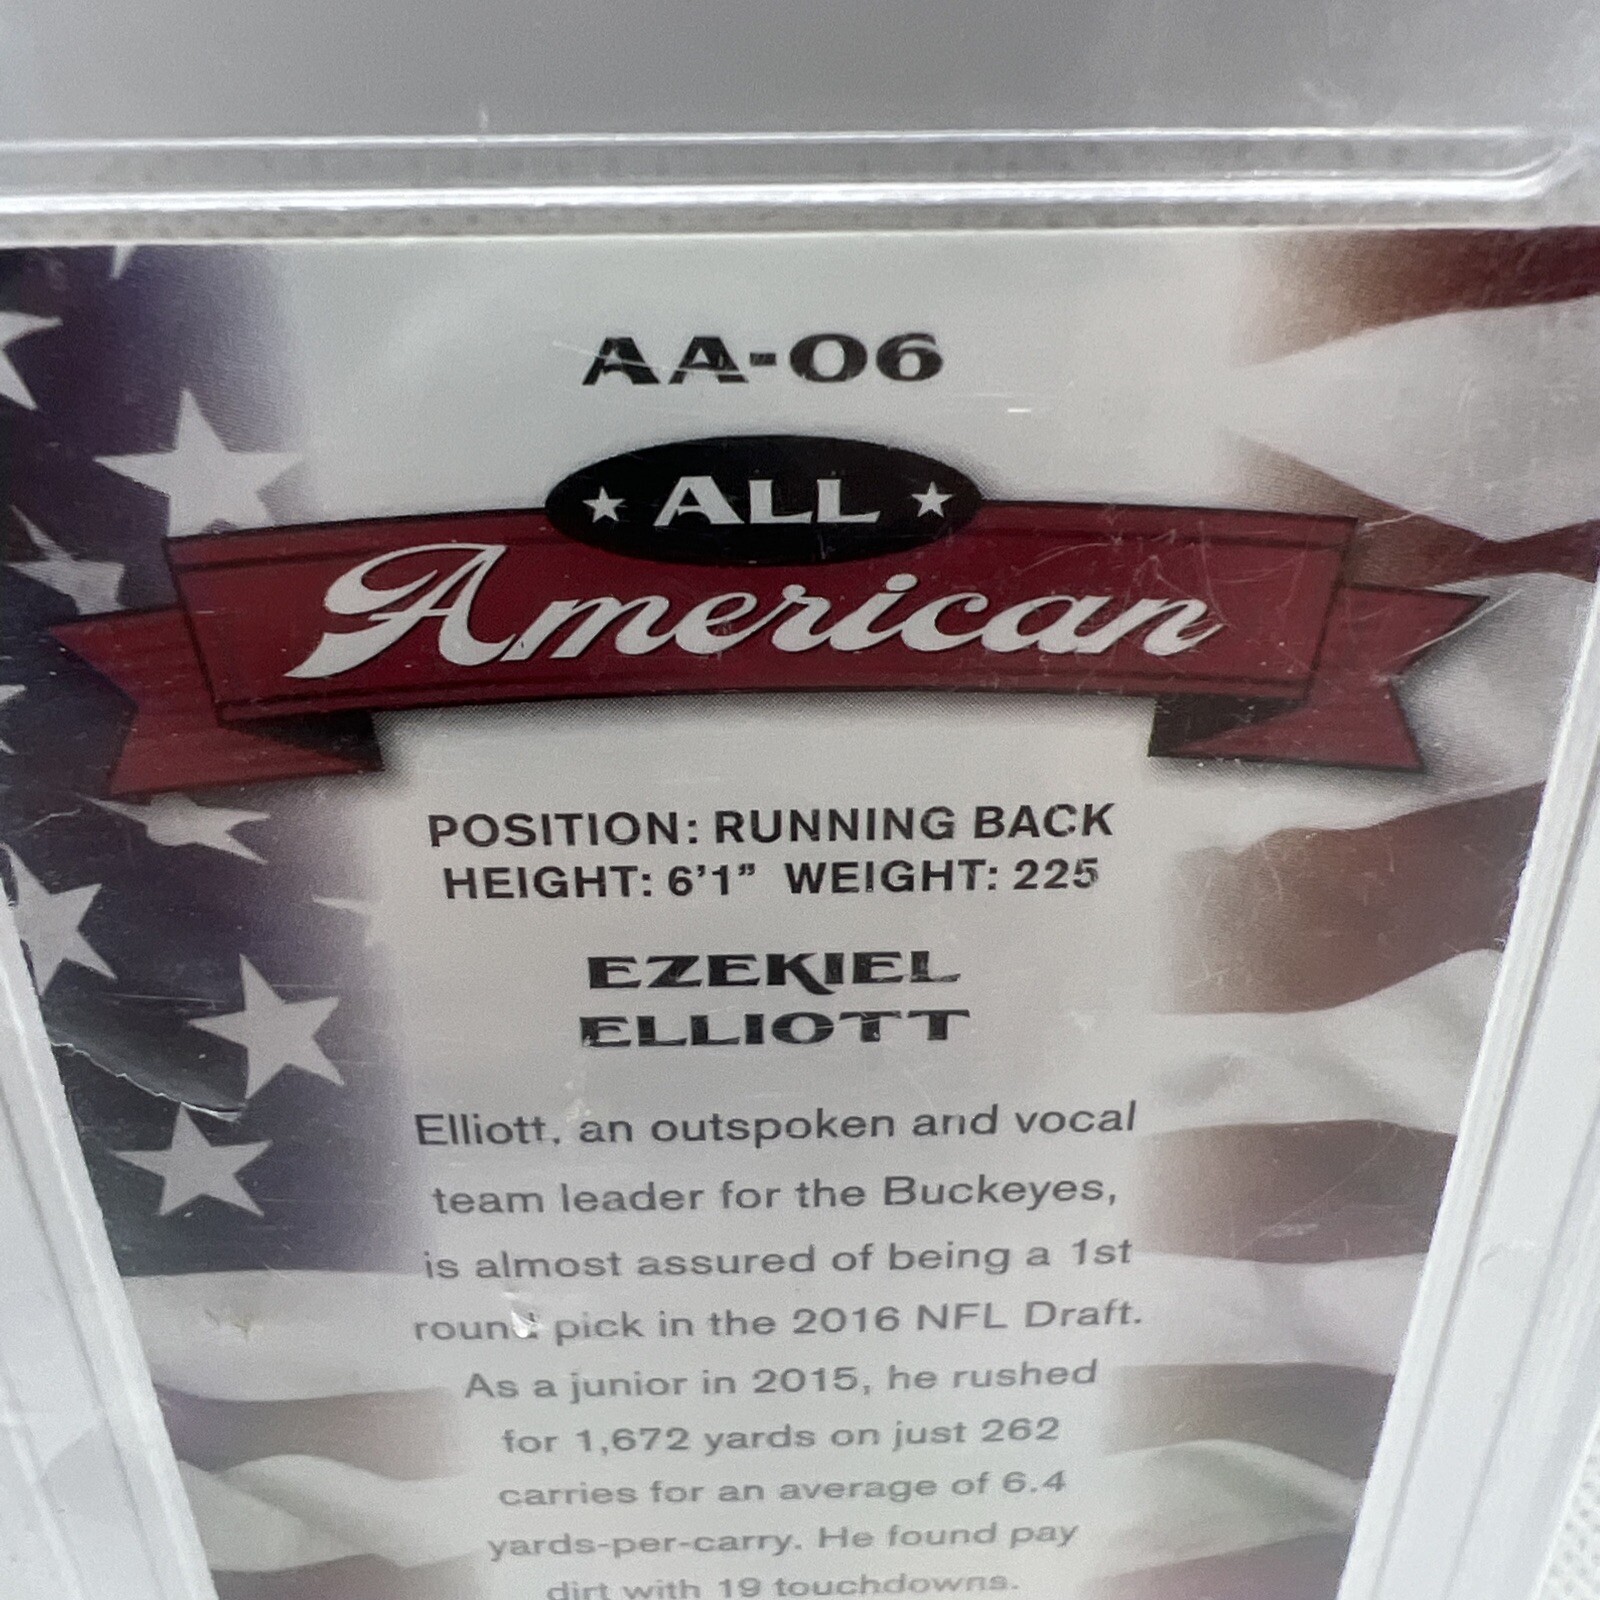 AA-06
ALL
American
POSITION: RUNNING BACK
HEIGHT: 6'1" WEIGHT: 225
EZEKIEL
ELLIOTT
Elliott, an outspoken and vocal
team leader for the Buckeyes,
is almost assured of being a 1st
round pick in the 2016 NFL Draft.
As a junior in 2015, he rushed
for 1,672 yards on just 262
carries for an average of 6.4
yards-per-carry. He found pay
dirt with 19 touchdowns.